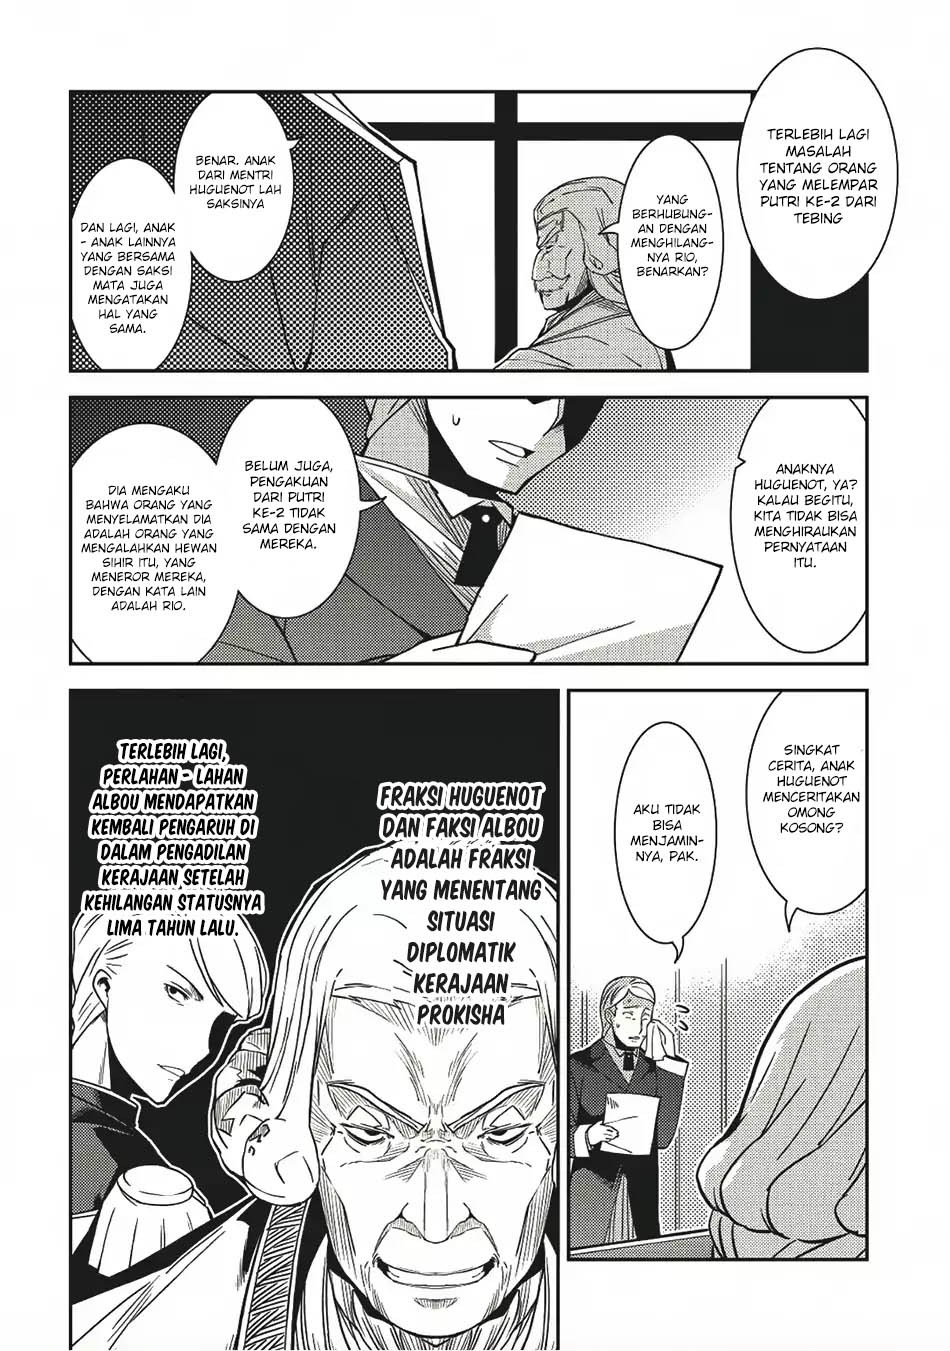 TERLEBIH LAGI
MASALAH
TENTANG ORANG
YANG MELEMPAR
PUTRI KE-2 DARI
TEBING
YANG
BERHUBUNG-
AN DENGAN
MENGHILANG-
NYA RIO,
BENARKAN?
BENAR. ANAK
DARI MENTRI
HUGUENOT LAH
SAKSINYA
DAN LAGI, ANAK
- ANAK LAINNYA
YANG BERSAMA
DENGAN SAKSI
MATA JUGA
MENGATAKAN
HAL YANG
SAMA.
ANAKNYA
HUGUENOT, YA?
KALAU BEGITU,
KITA TIDAK BISA
MENGHIRAUKAN
PERNYATAAN
ITU.
BELUM JUGA,
PENGAKUAN
DARI PUTRI
KE-2 TIDAK
SAMA DENGAN
MEREKA.
DIA MENGAKU
BAHWA ORANG YANG
MENYELAMATKAN DIA
ADALAH ORANG YANG
MENGALAHKAN HEWAN
SIHIR ITU, YANG
MENEROR MEREKA,
DENGAN KATA LAIN
ADALAH RIO.
SINGKAT
CERITA, ANAK
HUGUENOT
MENCERITAKAN
OMONG
KOSONG?
AKU TIDAK
BISA
MENJAMIN-
NYA, PAK.
FRAKSI HUGUENOT
DAN FAKSI ALBOU
ADALAH FRAKSI
YANG MENENTANG
SITUASI
DIPLOMATIK
KERAJAAN
PROKISHA
TERLEBIH LAGI,
PERLAHAN - LAHAN
ALBOU MENDAPATKAN
KEMBALI PENGARUH DI
DALAM PENGADILAN
KERAJAAN SETELAH
KEHILANGAN STATUSNYA
LIMA TAHUN LALU.